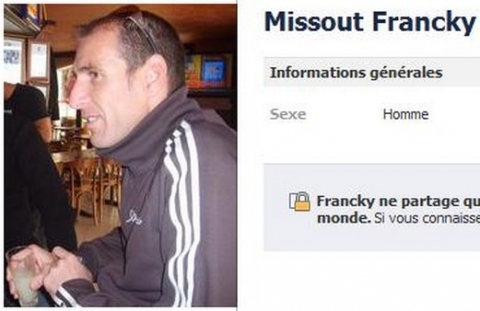 Missout Francky
Informations générales
Sexe Homme
Francky ne partage qu
monde. Si vous connaisse